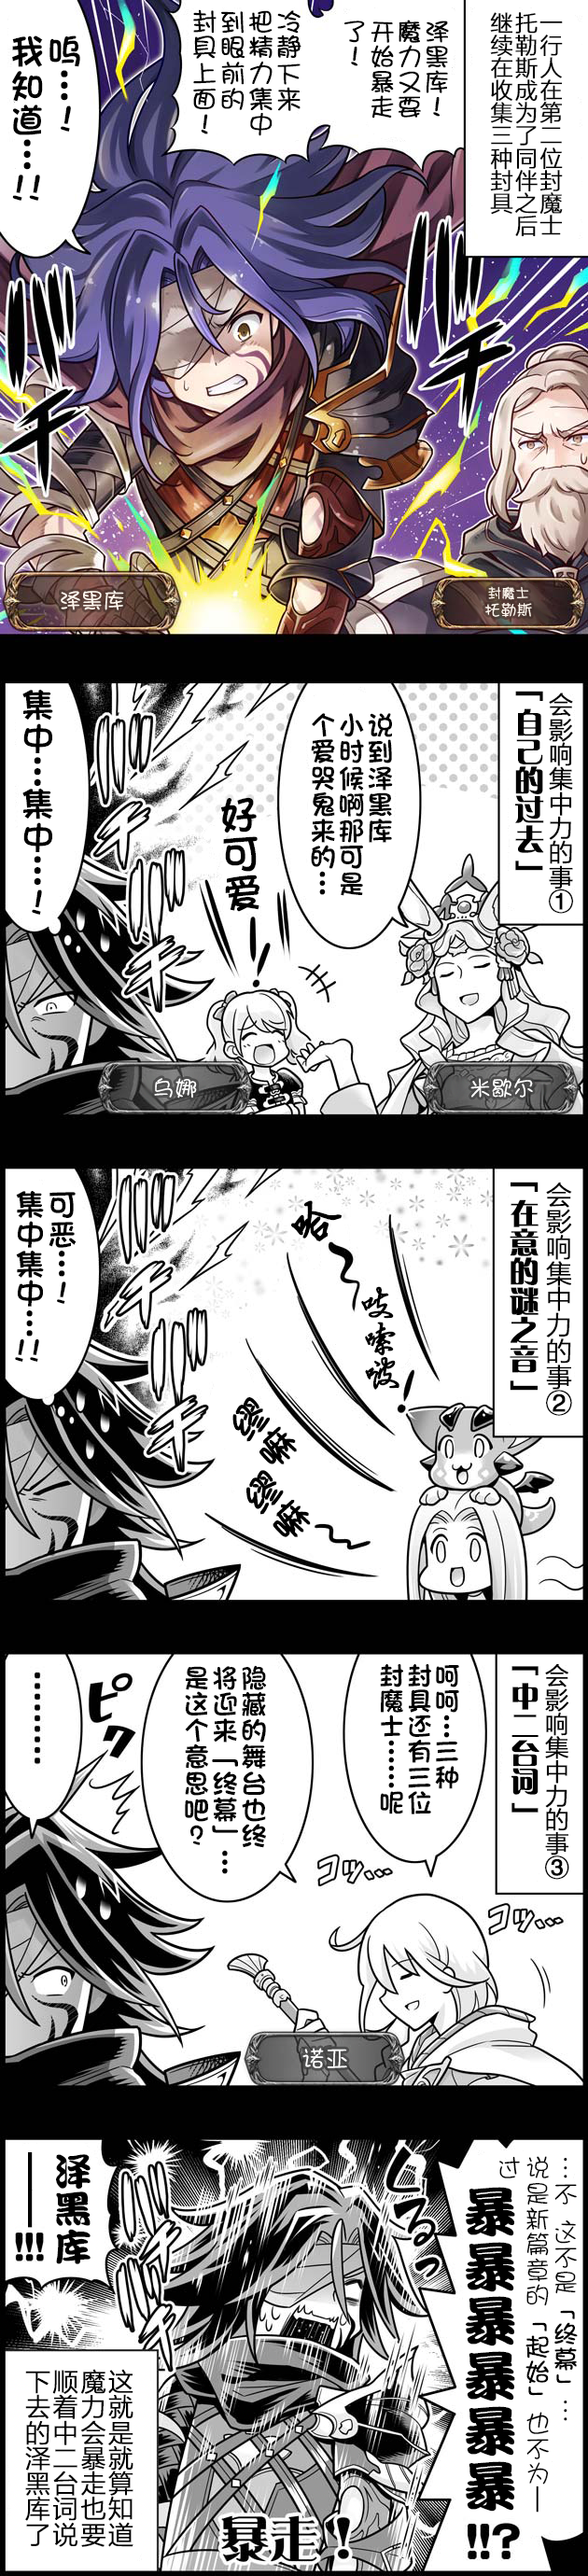 一行人在第二位封魔士
托勒斯成为了同伴之后
继续在收集三种封具
泽黑库！
魔力又要
开始暴走
了！
冷静下来
把精力集中
到眼前的
封具上面！
呜…！
我知道…！！
泽黑库
封魔士
托勒斯
会影响集中力的事①
「自己的过去」
说到泽黑库
小时候啊那可是
个爱哭鬼来的…
好可爱！
集中…集中…！
乌娜
米歇尔
会影响集中力的事②
「在意的谜之音」
哈～
吱嗦啵！
缪嘛
缪嘛～
可恶…！
集中集中…！！
会影响集中力的事③
「中二台词」
呵呵…三种
封具还有三位
封魔士……呢
隐藏的舞台也终
将迎来「终幕」…
是这个意思吧？
………
ピク
コツ…
コツ…
诺亚
…不 这不是「终幕」…
说是新篇章的「起始」也不为—
过
暴暴暴暴暴暴!!?
泽黑库
——!!!
暴走！
这就是就算知道
魔力会暴走也要
顺着中二台词说
下去的泽黑库了